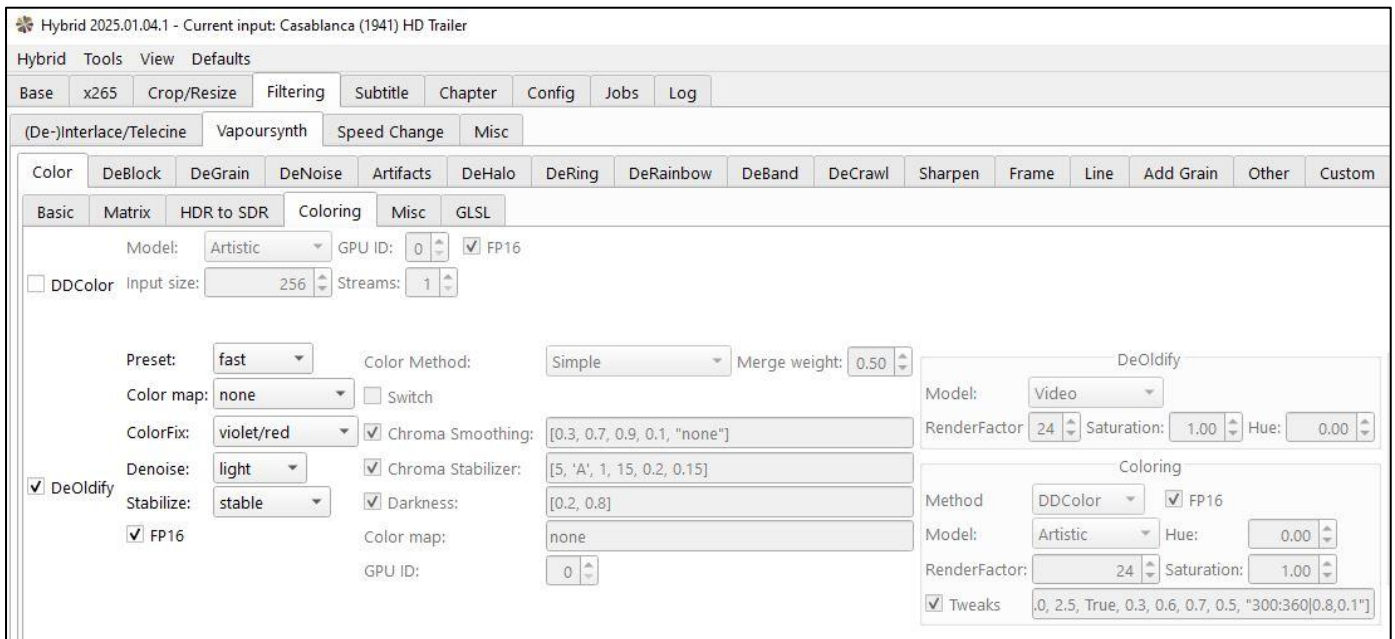 Hybrid 2025.01.04.1 - Current input: Casablanca (1941) HD Trailer
Hybrid Tools View Defaults
Base x265 Crop/Resize Filtering Subtitle Chapter Config Jobs Log
(De-)Interlace/Telecine Vapoursynth Speed Change Misc
Color DeBlock DeGrain DeNoise Artifacts DeHalo DeRing DeRainbow DeBand DeCrawl Sharpen Frame Line Add Grain Other Custom
Basic Matrix HDR to SDR Coloring Misc GLSL
Model: Artistic GPU ID: 0 FP16
DDColor Input size: 256 Streams: 1
Preset: fast Color Method: Simple Merge weight: 0.50 DeOldify
Color map: none Switch Model: Video
ColorFix: violet/red Chroma Smoothing: [0.3, 0.7, 0.9, 0.1, "none"] RenderFactor 24 Saturation: 1.00 Hue: 0.00
Denoise: light Chroma Stabilizer: [5, 'A', 1, 15, 0.2, 0.15] Coloring
DeOldify Stabilize: stable Darkness: [0.2, 0.8] Method DDColor FP16
FP16 Color map: none Model: Artistic Hue: 0.00
GPU ID: 0 RenderFactor: 24 Saturation: 1.00
Tweaks .0, 2.5, True, 0.3, 0.6, 0.7, 0.5, "300:360|0.8,0.1"]